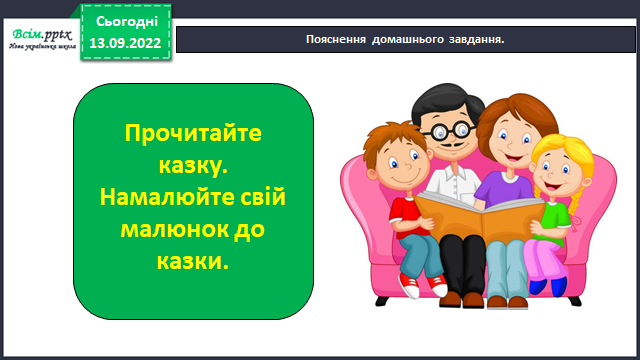 Всім.pptx
Нова українська школа
Сьогодні
13.09.2022
Пояснення домашнього завдання.
Прочитайте
казку.
Намалюйте свій
малюнок до
казки.